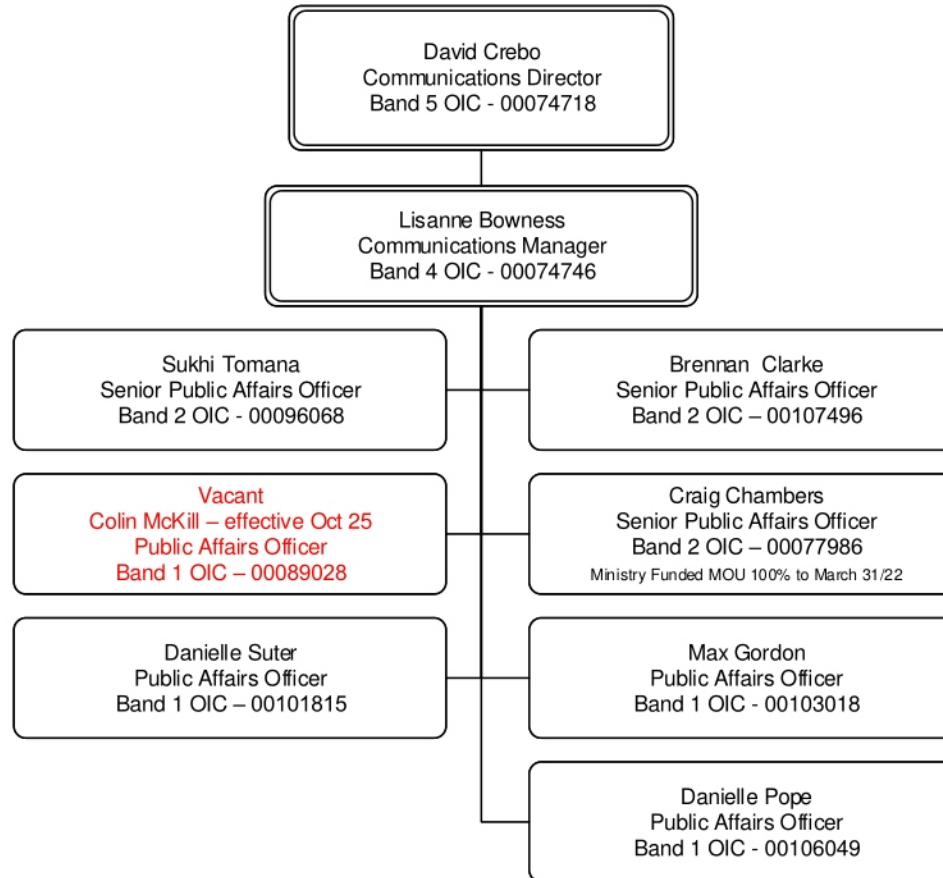 David Crebo
Communications Director
Band 5 OIC - 00074718
Lisanne Bowness
Communications Manager
Band 4 OIC - 00074746
Sukhi Tomana
Senior Public Affairs Officer
Band 2 OIC - 00096068
Brennan Clarke
Senior Public Affairs Officer
Band 2 OIC – 00107496
Vacant
Colin McKill – effective Oct 25
Public Affairs Officer
Band 1 OIC – 00089028
Craig Chambers
Senior Public Affairs Officer
Band 2 OIC – 00077986
Ministry Funded MOU 100% to March 31/22
Danielle Suter
Public Affairs Officer
Band 1 OIC – 00101815
Max Gordon
Public Affairs Officer
Band 1 OIC - 00103018
Danielle Pope
Public Affairs Officer
Band 1 OIC - 00106049